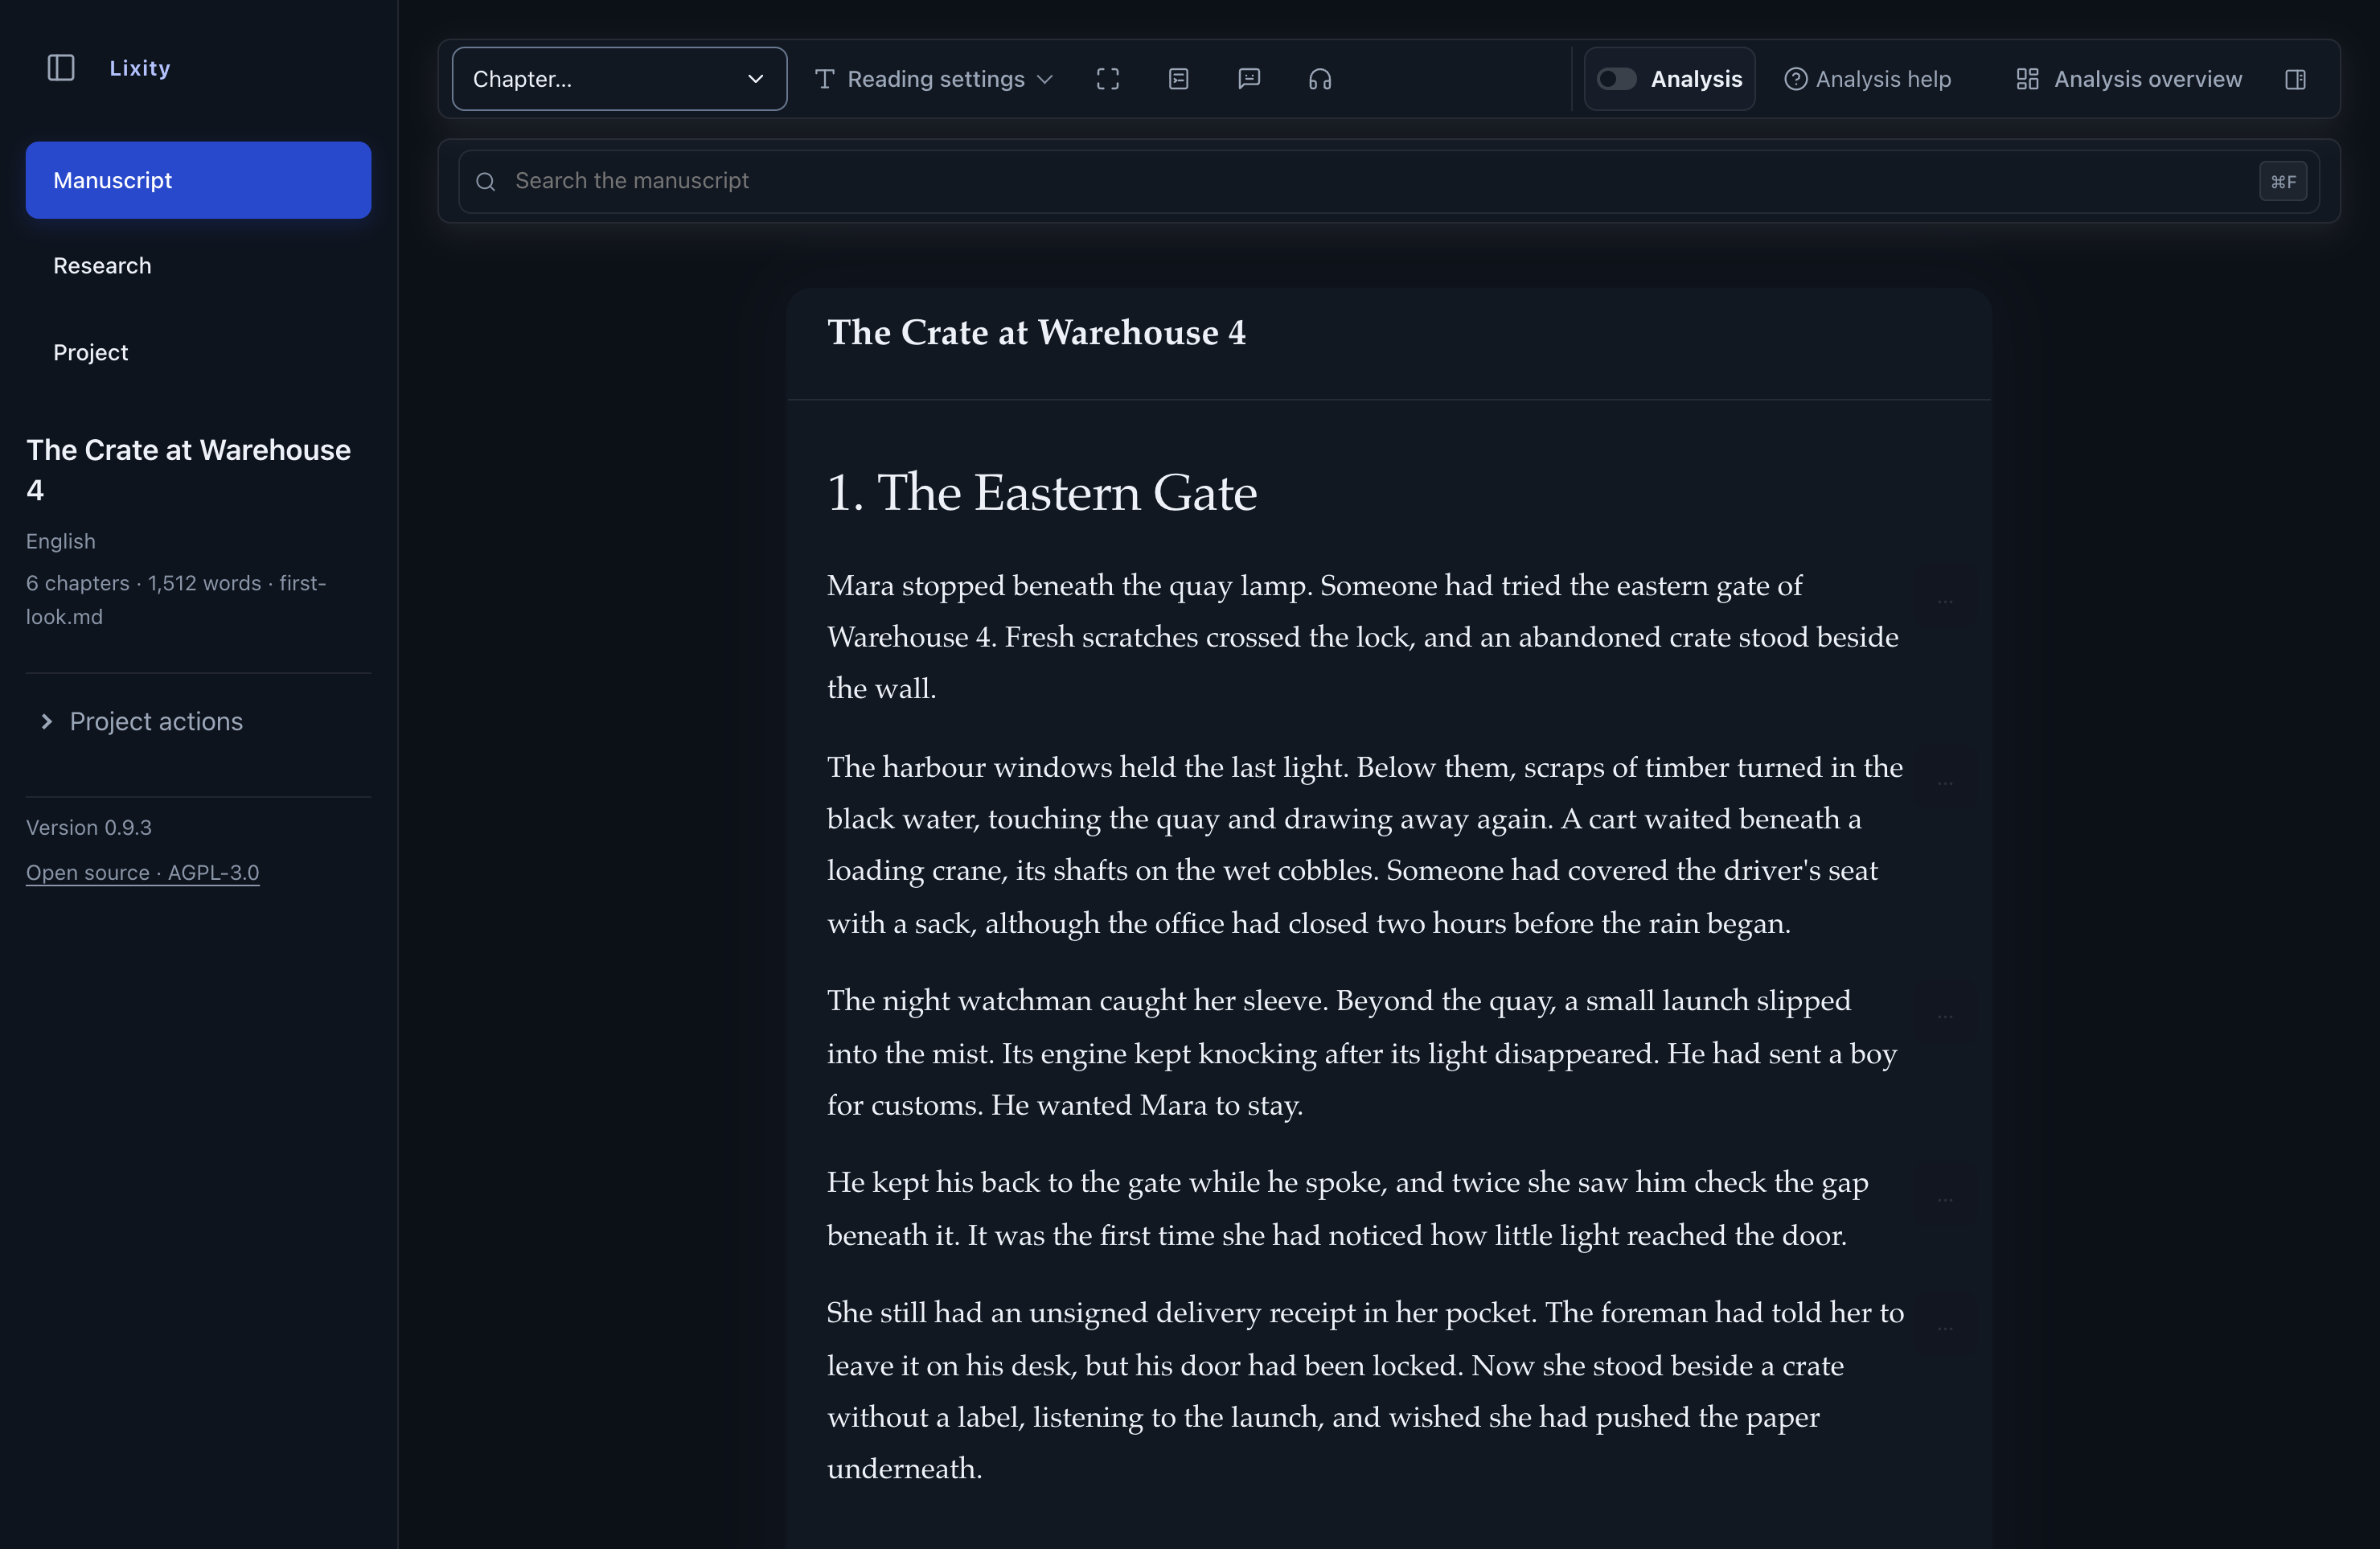 Lixity
Manuscript
Research
Project
The Crate at Warehouse
4
English
6 chapters · 1,512 words · first-
look.md
Project actions
Version 0.9.3
Open source · AGPL-3.0
Chapter...
Reading settings
Analysis
Analysis help
Analysis overview
Search the manuscript
⌘F
The Crate at Warehouse 4
1. The Eastern Gate
Mara stopped beneath the quay lamp. Someone had tried the eastern gate of
Warehouse 4. Fresh scratches crossed the lock, and an abandoned crate stood beside
the wall.
The harbour windows held the last light. Below them, scraps of timber turned in the
black water, touching the quay and drawing away again. A cart waited beneath a
loading crane, its shafts on the wet cobbles. Someone had covered the driver's seat
with a sack, although the office had closed two hours before the rain began.
The night watchman caught her sleeve. Beyond the quay, a small launch slipped
into the mist. Its engine kept knocking after its light disappeared. He had sent a boy
for customs. He wanted Mara to stay.
He kept his back to the gate while he spoke, and twice she saw him check the gap
beneath it. It was the first time she had noticed how little light reached the door.
She still had an unsigned delivery receipt in her pocket. The foreman had told her to
leave it on his desk, but his door had been locked. Now she stood beside a crate
without a label, listening to the launch, and wished she had pushed the paper
underneath.